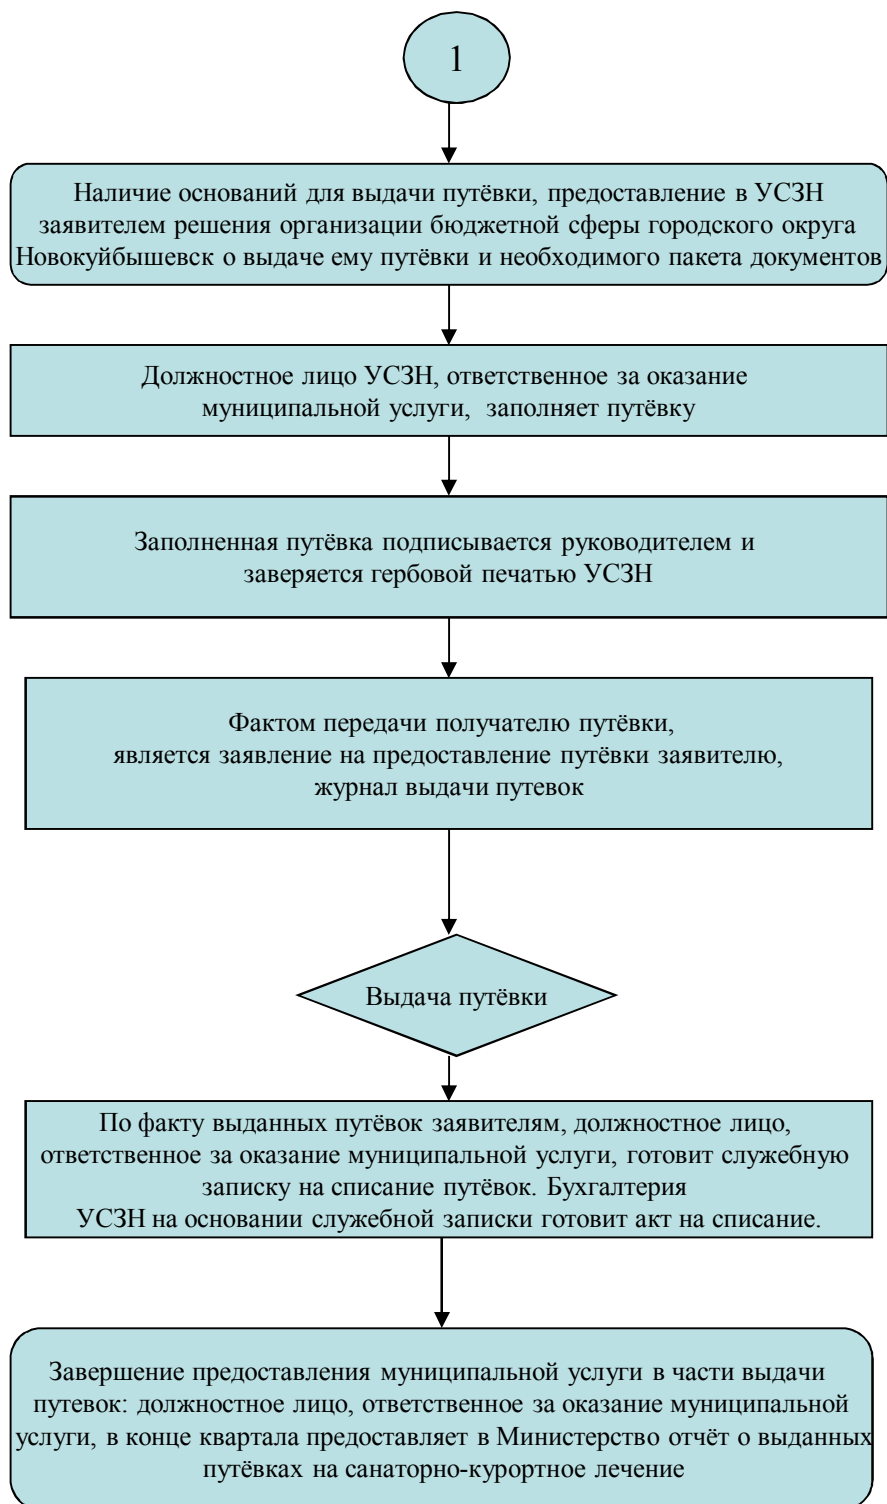 1
Наличие оснований для выдачи путёвки, предоставление в УСЗН
заявителем решения организации бюджетной сферы городского округа
Новокуйбышевск о выдаче ему путёвки и необходимого пакета документов
Должностное лицо УСЗН, ответственное за оказание
муниципальной услуги, заполняет путёвку
Заполненная путёвка подписывается руководителем и
заверяется гербовой печатью УСЗН
Фактом передачи получателю путёвки,
является заявление на предоставление путёвки заявителю,
журнал выдачи путевок
Выдача путёвки
По факту выданных путёвок заявителям, должностное лицо,
ответственное за оказание муниципальной услуги, готовит служебную
записку на списание путёвок. Бухгалтерия
УСЗН на основании служебной записки готовит акт на списание.
Завершение предоставления муниципальной услуги в части выдачи
путевок: должностное лицо, ответственное за оказание муниципальной
услуги, в конце квартала предоставляет в Министерство отчёт о выданных
путёвках на санаторно-курортное лечение